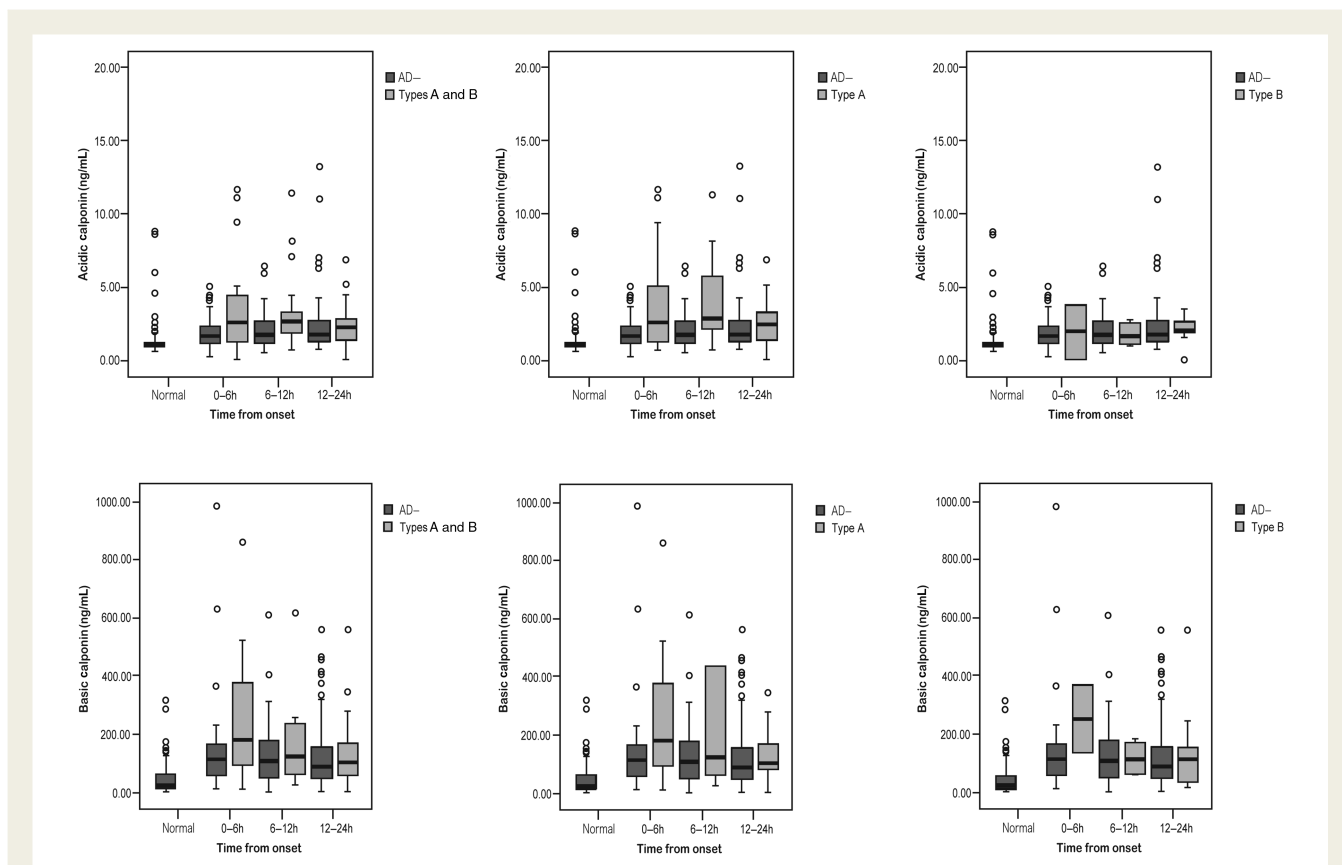 20.00
15.00
10.00
5.00
0.00
Acidic calponin (ng/mL)
Normal 0–6h 6–12h 12–24h
Time from onset
AD–
Types A and B
20.00
15.00
10.00
5.00
0.00
Acidic calponin (ng/mL)
Normal 0–6h 6–12h 12–24h
Time from onset
AD–
Type A
20.00
15.00
10.00
5.00
0.00
Acidic calponin (ng/mL)
Normal 0–6h 6–12h 12–24h
Time from onset
AD–
Type B
1000.00
800.00
600.00
400.00
200.00
0.00
Basic calponin (ng/mL)
Normal 0–6h 6–12h 12–24h
Time from onset
AD–
Types A and B
1000.00
800.00
600.00
400.00
200.00
0.00
Basic calponin (ng/mL)
Normal 0–6h 6–12h 12–24h
Time from onset
AD–
Type A
1000.00
800.00
600.00
400.00
200.00
0.00
Basic calponin (ng/mL)
Normal 0–6h 6–12h 12–24h
Time from onset
AD–
Type B